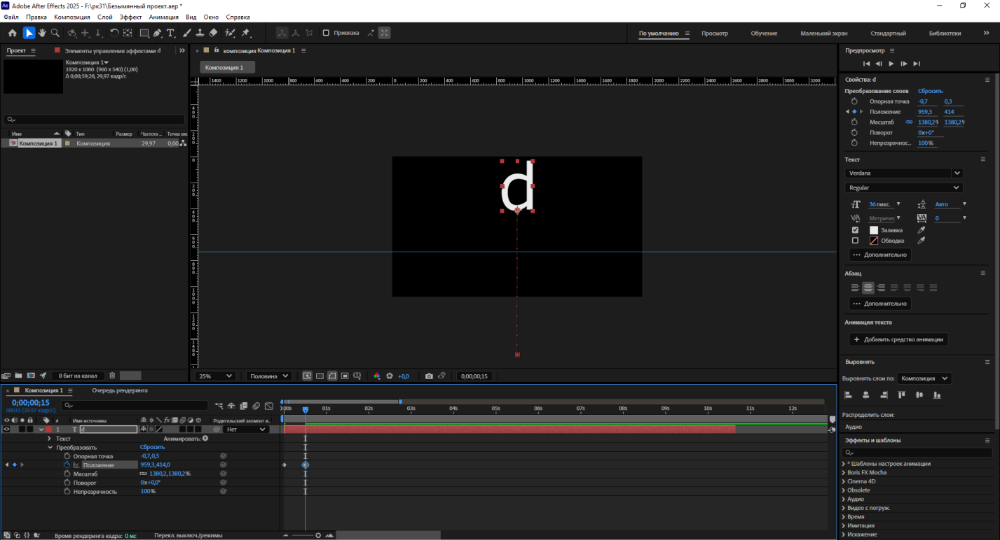 Adobe After Effects 2025 - F:\рк31\Безымянный проект.aep *
Файл Правка Композиция Слой Эффект Анимация Вид Окно Справка
Привязка
По умолчанию Просмотр Обучение Маленький экран Стандартный Библиотеки
Проект Элементы управления эффектами d
Композиция 1
1920 x 1080 (960 x 540) (1,00)
Δ 0;00;59;28, 29,97 кадр/с
Имя Тип Размер Частота ... Точка вх
Композиция 1 Композиция 29,97 0;00
8 бит на канал
композиция Композиция 1
Композиция 1
1400 1200 1000 800 600 400 200 0 200 400 600 800 1000 1200 1400 1600 1800 2000 2200 2400 2600 2800 3000 3200
400
200
0
200
400
600
800
1000
1200
1400
d
25% Половина +0,0 0;00;00;15
Предпросмотр
Свойства: d
Преобразование слоев Сбросить
Опорная точка -0,7 0,3
Положение 959,3 414
Масштаб 1380,2% 1380,2%
Поворот 0x+0°
Непрозрачнос... 100%
Текст
Verdana
Regular
36 пикс. Авто
Метричес 0
Заливка
Обводка
Дополнительно
Абзац
Дополнительно
Анимация текста
+ Добавить средство анимации
Выровнять
Выровнять слои по: Композиция
Распределить слои:
Аудио
Эффекты и шаблоны
* Шаблоны настроек анимации
Boris FX Mocha
Cinema 4D
Obsolete
Аудио
Видео с погруж.
Время
Имитация
Искажение
Композиция 1 Очередь рендеринга
0;00;00;15
00015 (29.97 кадр/с)
:00s 01s 02s 03s 04s 05s 06s 07s 08s 09s 10s 11s 12s
# Имя источника Родительский элемент и...
1 T d Нет
Текст Анимировать:
Преобразовать Сбросить
Опорная точка -0,7,0,3
Положение 959,3,414,0
Масштаб 1380,2,1380,2%
Поворот 0x+0,0°
Непрозрачность 100%
Время рендеринга кадра: 0 мс Перекл. выключ./режимы